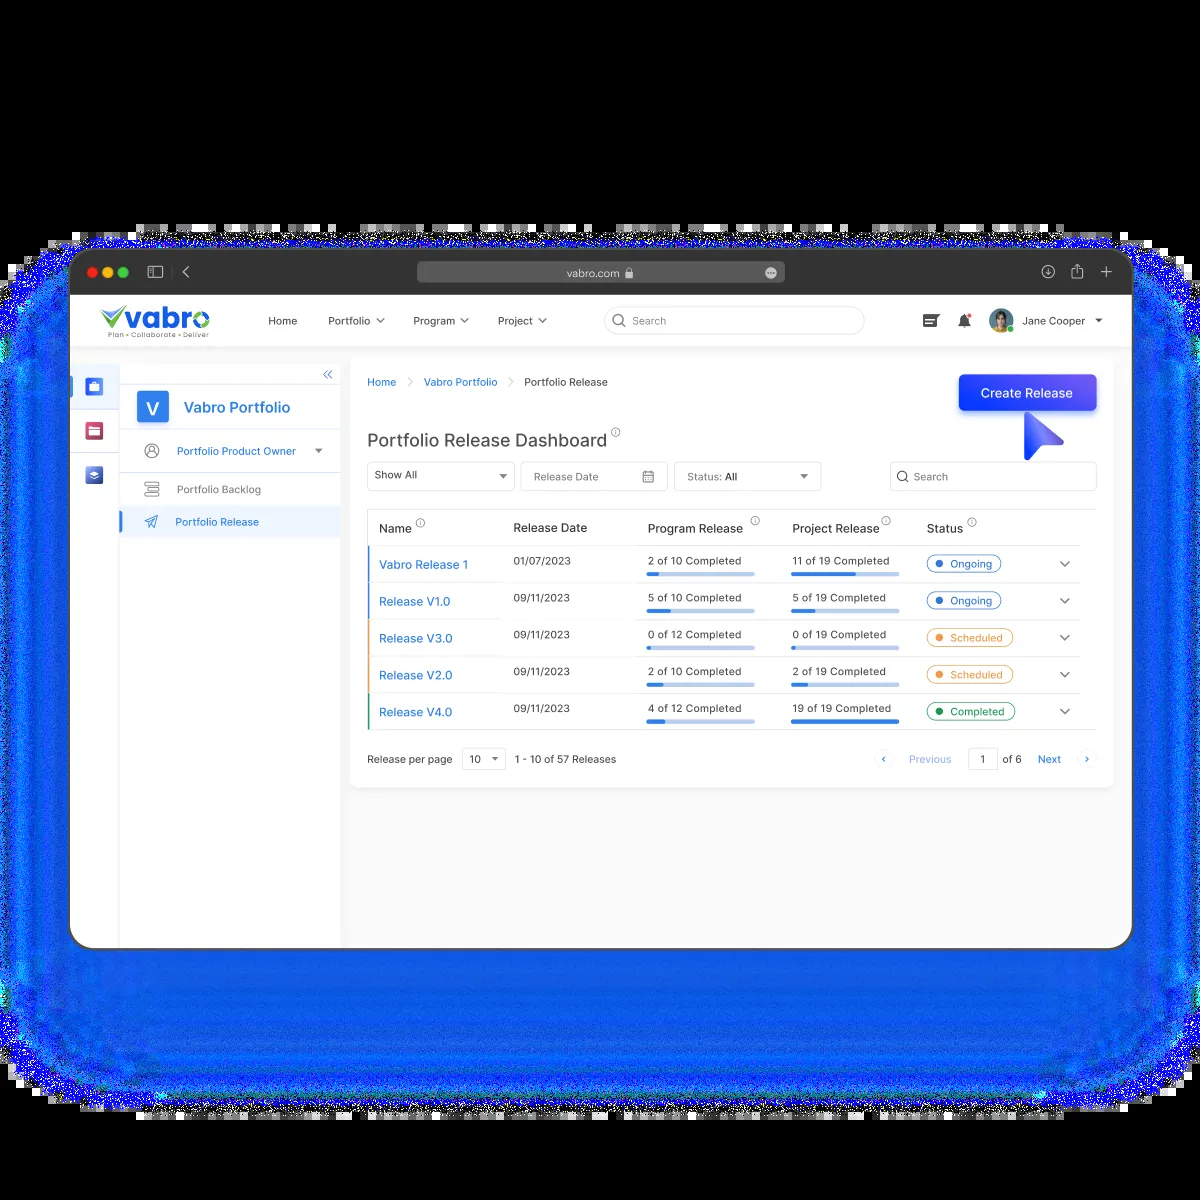 vabro.com
vabro
Plan • Collaborate • Deliver
Home Portfolio Program Project Search Jane Cooper
V Vabro Portfolio
Portfolio Product Owner
Portfolio Backlog
Portfolio Release
Home Vabro Portfolio Portfolio Release
Create Release
Portfolio Release Dashboard
Show All Release Date Status: All Search
Name Release Date Program Release Project Release Status
Vabro Release 1 01/07/2023 2 of 10 Completed 11 of 19 Completed Ongoing
Release V1.0 09/11/2023 5 of 10 Completed 5 of 19 Completed Ongoing
Release V3.0 09/11/2023 0 of 12 Completed 0 of 19 Completed Scheduled
Release V2.0 09/11/2023 2 of 10 Completed 2 of 19 Completed Scheduled
Release V4.0 09/11/2023 4 of 12 Completed 19 of 19 Completed Completed
Release per page 10 1 - 10 of 57 Releases Previous 1 of 6 Next